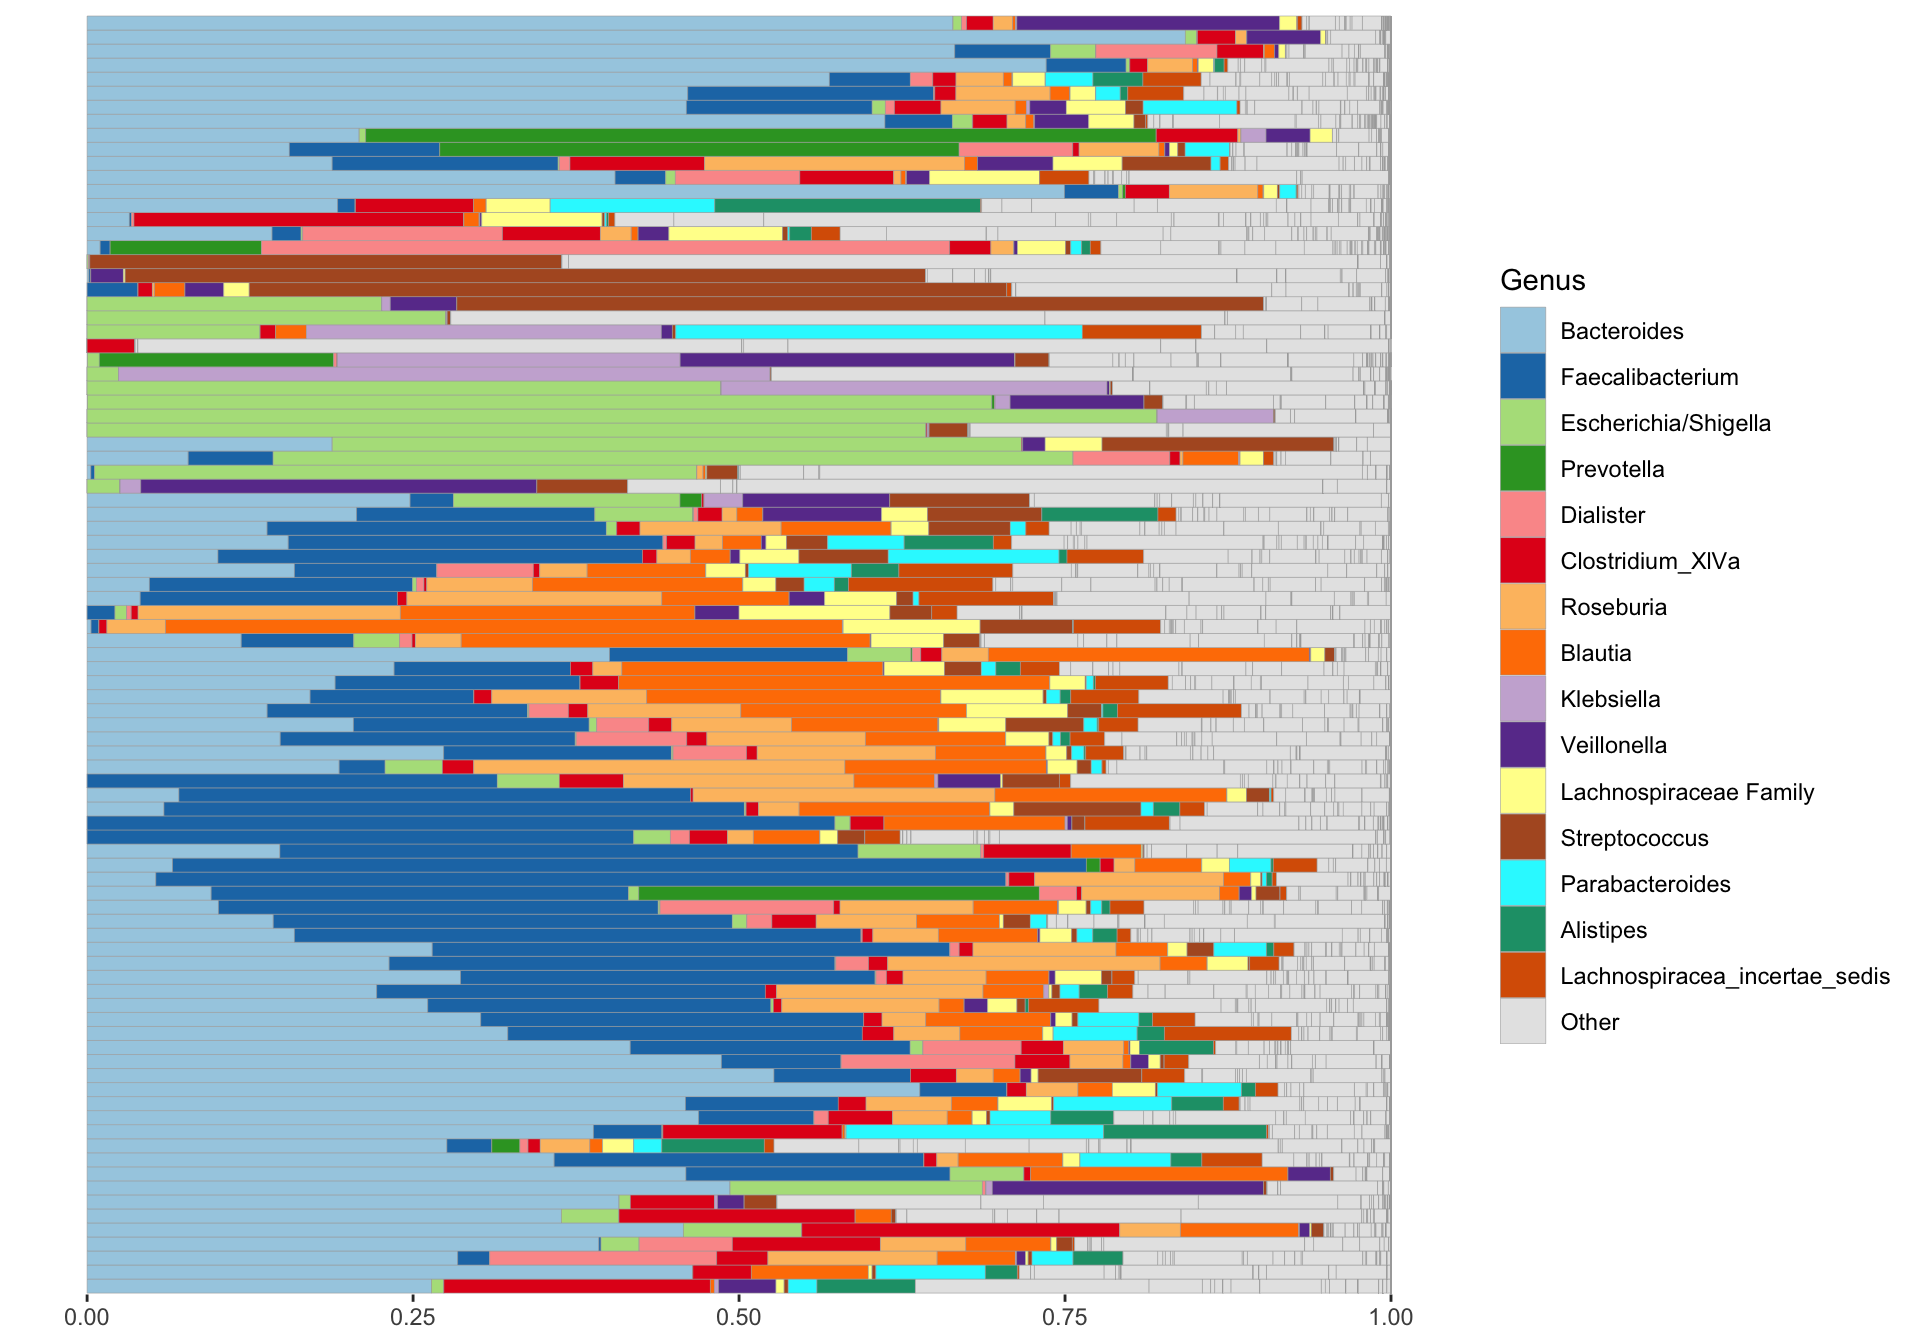 Genus
Bacteroides
Faecalibacterium
Escherichia/Shigella
Prevotella
Dialister
Clostridium_XlVa
Roseburia
Blautia
Klebsiella
Veillonella
Lachnospiraceae Family
Streptococcus
Parabacteroides
Alistipes
Lachnospiracea_incertae_sedis
Other
0.00 0.25 0.50 0.75 1.00